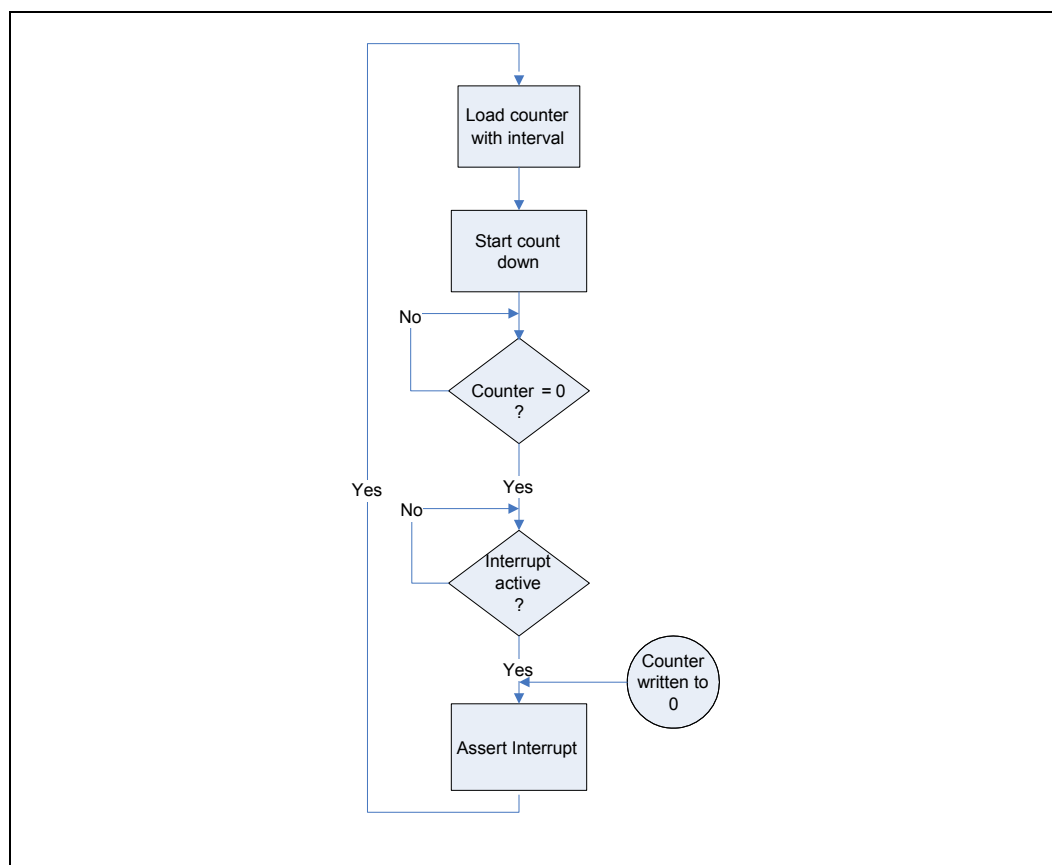 Load counter
with interval
Start count
down
No
Counter = 0
?
Yes
Yes
No
Interrupt
active
?
Yes
Counter
written to
0
Assert Interrupt